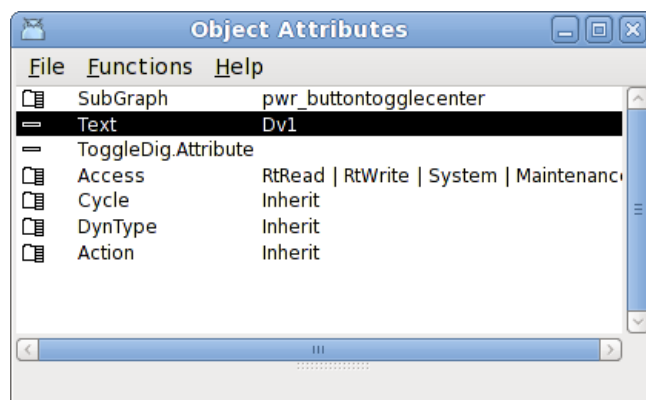 Object Attributes
File Functions Help
SubGraph pwr_buttontogglecenter
Text Dv1
ToggleDig.Attribute
Access RtRead | RtWrite | System |
Cycle Inherit
DynType Inherit
Action Inherit